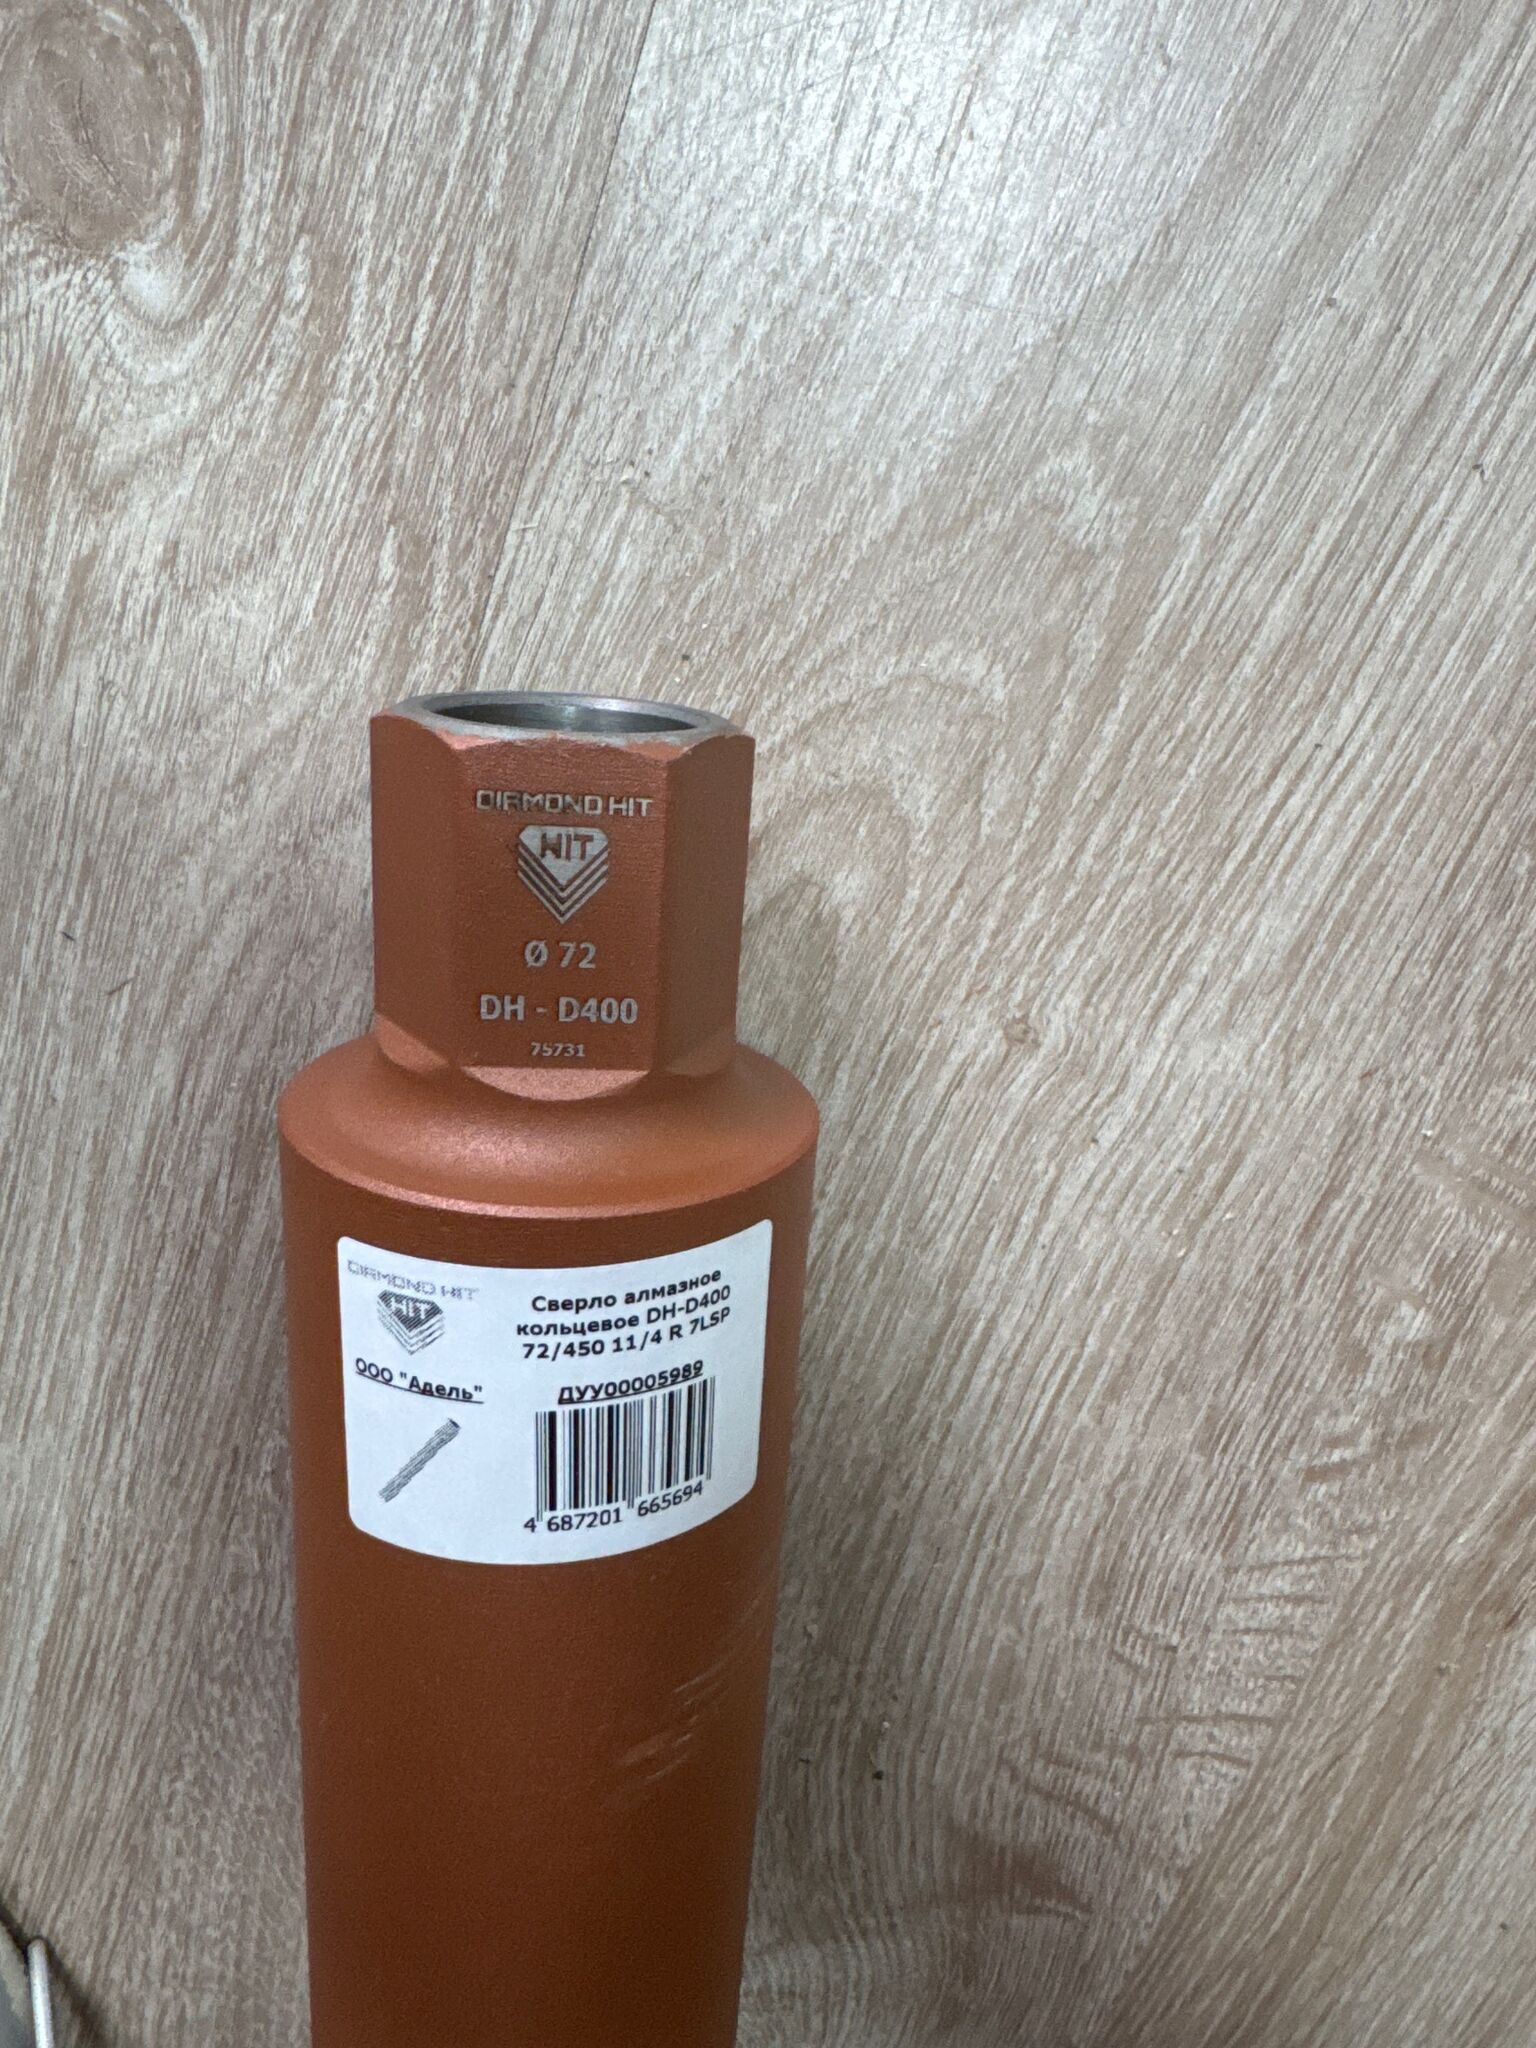 DIAMOND HIT
HIT
Ø 72
DH - D400
75731
DIAMOND HIT
HIT
ООО "Адель"
Сверло алмазное
кольцевое DH-D400
72/450 11/4 R 7LSP
ДУУ00005989
4 687201 665694